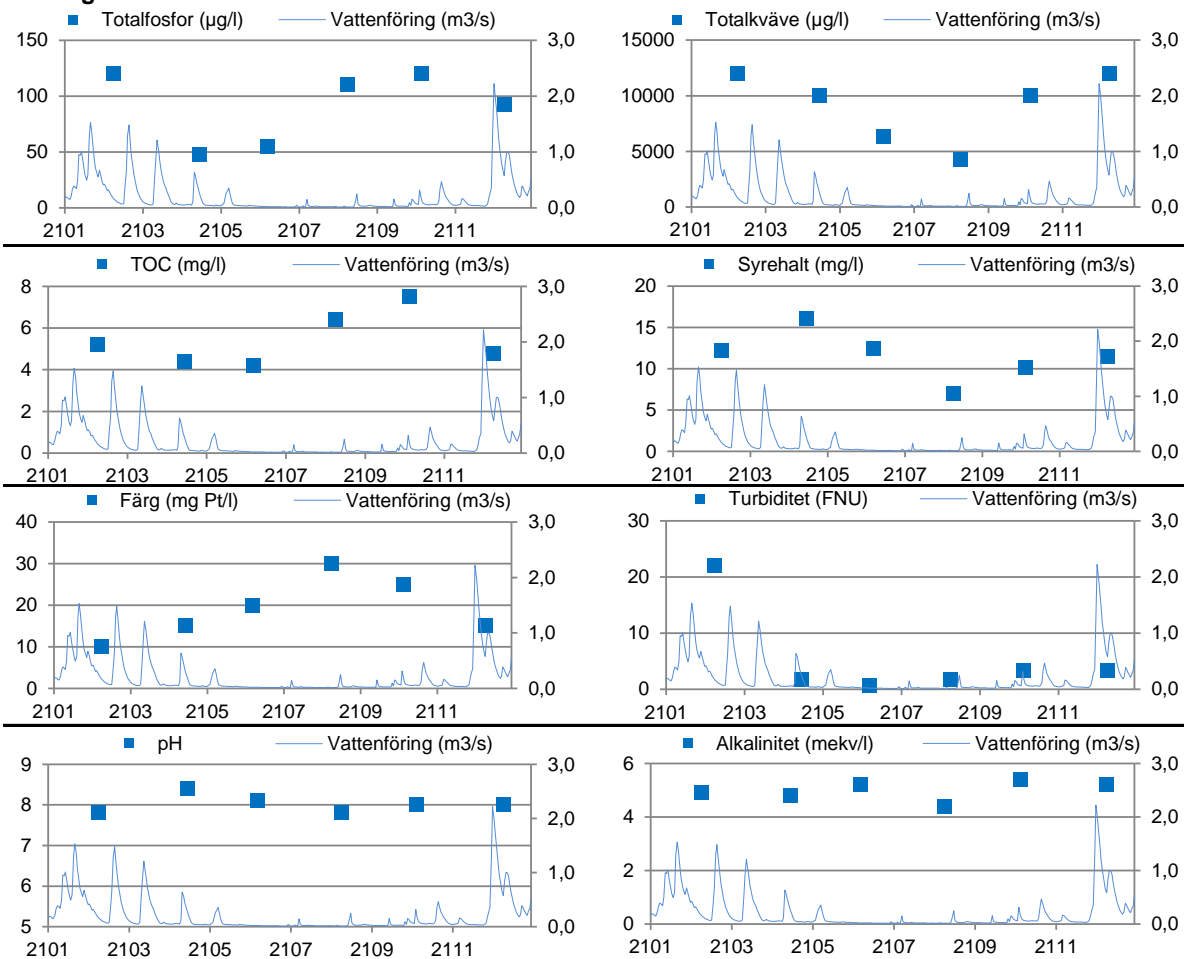 Totalfosfor (µg/l) Vattenföring (m3/s)
150 3,0
100 2,0
50 1,0
0 0,0
2101 2103 2105 2107 2109 2111
Totalkväve (µg/l) Vattenföring (m3/s)
15000 3,0
10000 2,0
5000 1,0
0 0,0
2101 2103 2105 2107 2109 2111
TOC (mg/l) Vattenföring (m3/s)
8 3,0
6 2,0
4
2 1,0
0 0,0
2101 2103 2105 2107 2109 2111
Syrehalt (mg/l) Vattenföring (m3/s)
20 3,0
15 2,0
10
5 1,0
0 0,0
2101 2103 2105 2107 2109 2111
Färg (mg Pt/l) Vattenföring (m3/s)
40 3,0
30 2,0
20
10 1,0
0 0,0
2101 2103 2105 2107 2109 2111
Turbiditet (FNU) Vattenföring (m3/s)
30 3,0
20 2,0
10 1,0
0 0,0
2101 2103 2105 2107 2109 2111
pH Vattenföring (m3/s)
9 3,0
8 2,0
7
6 1,0
5 0,0
2101 2103 2105 2107 2109 2111
Alkalinitet (mekv/l) Vattenföring (m3/s)
6 3,0
4 2,0
2 1,0
0 0,0
2101 2103 2105 2107 2109 2111